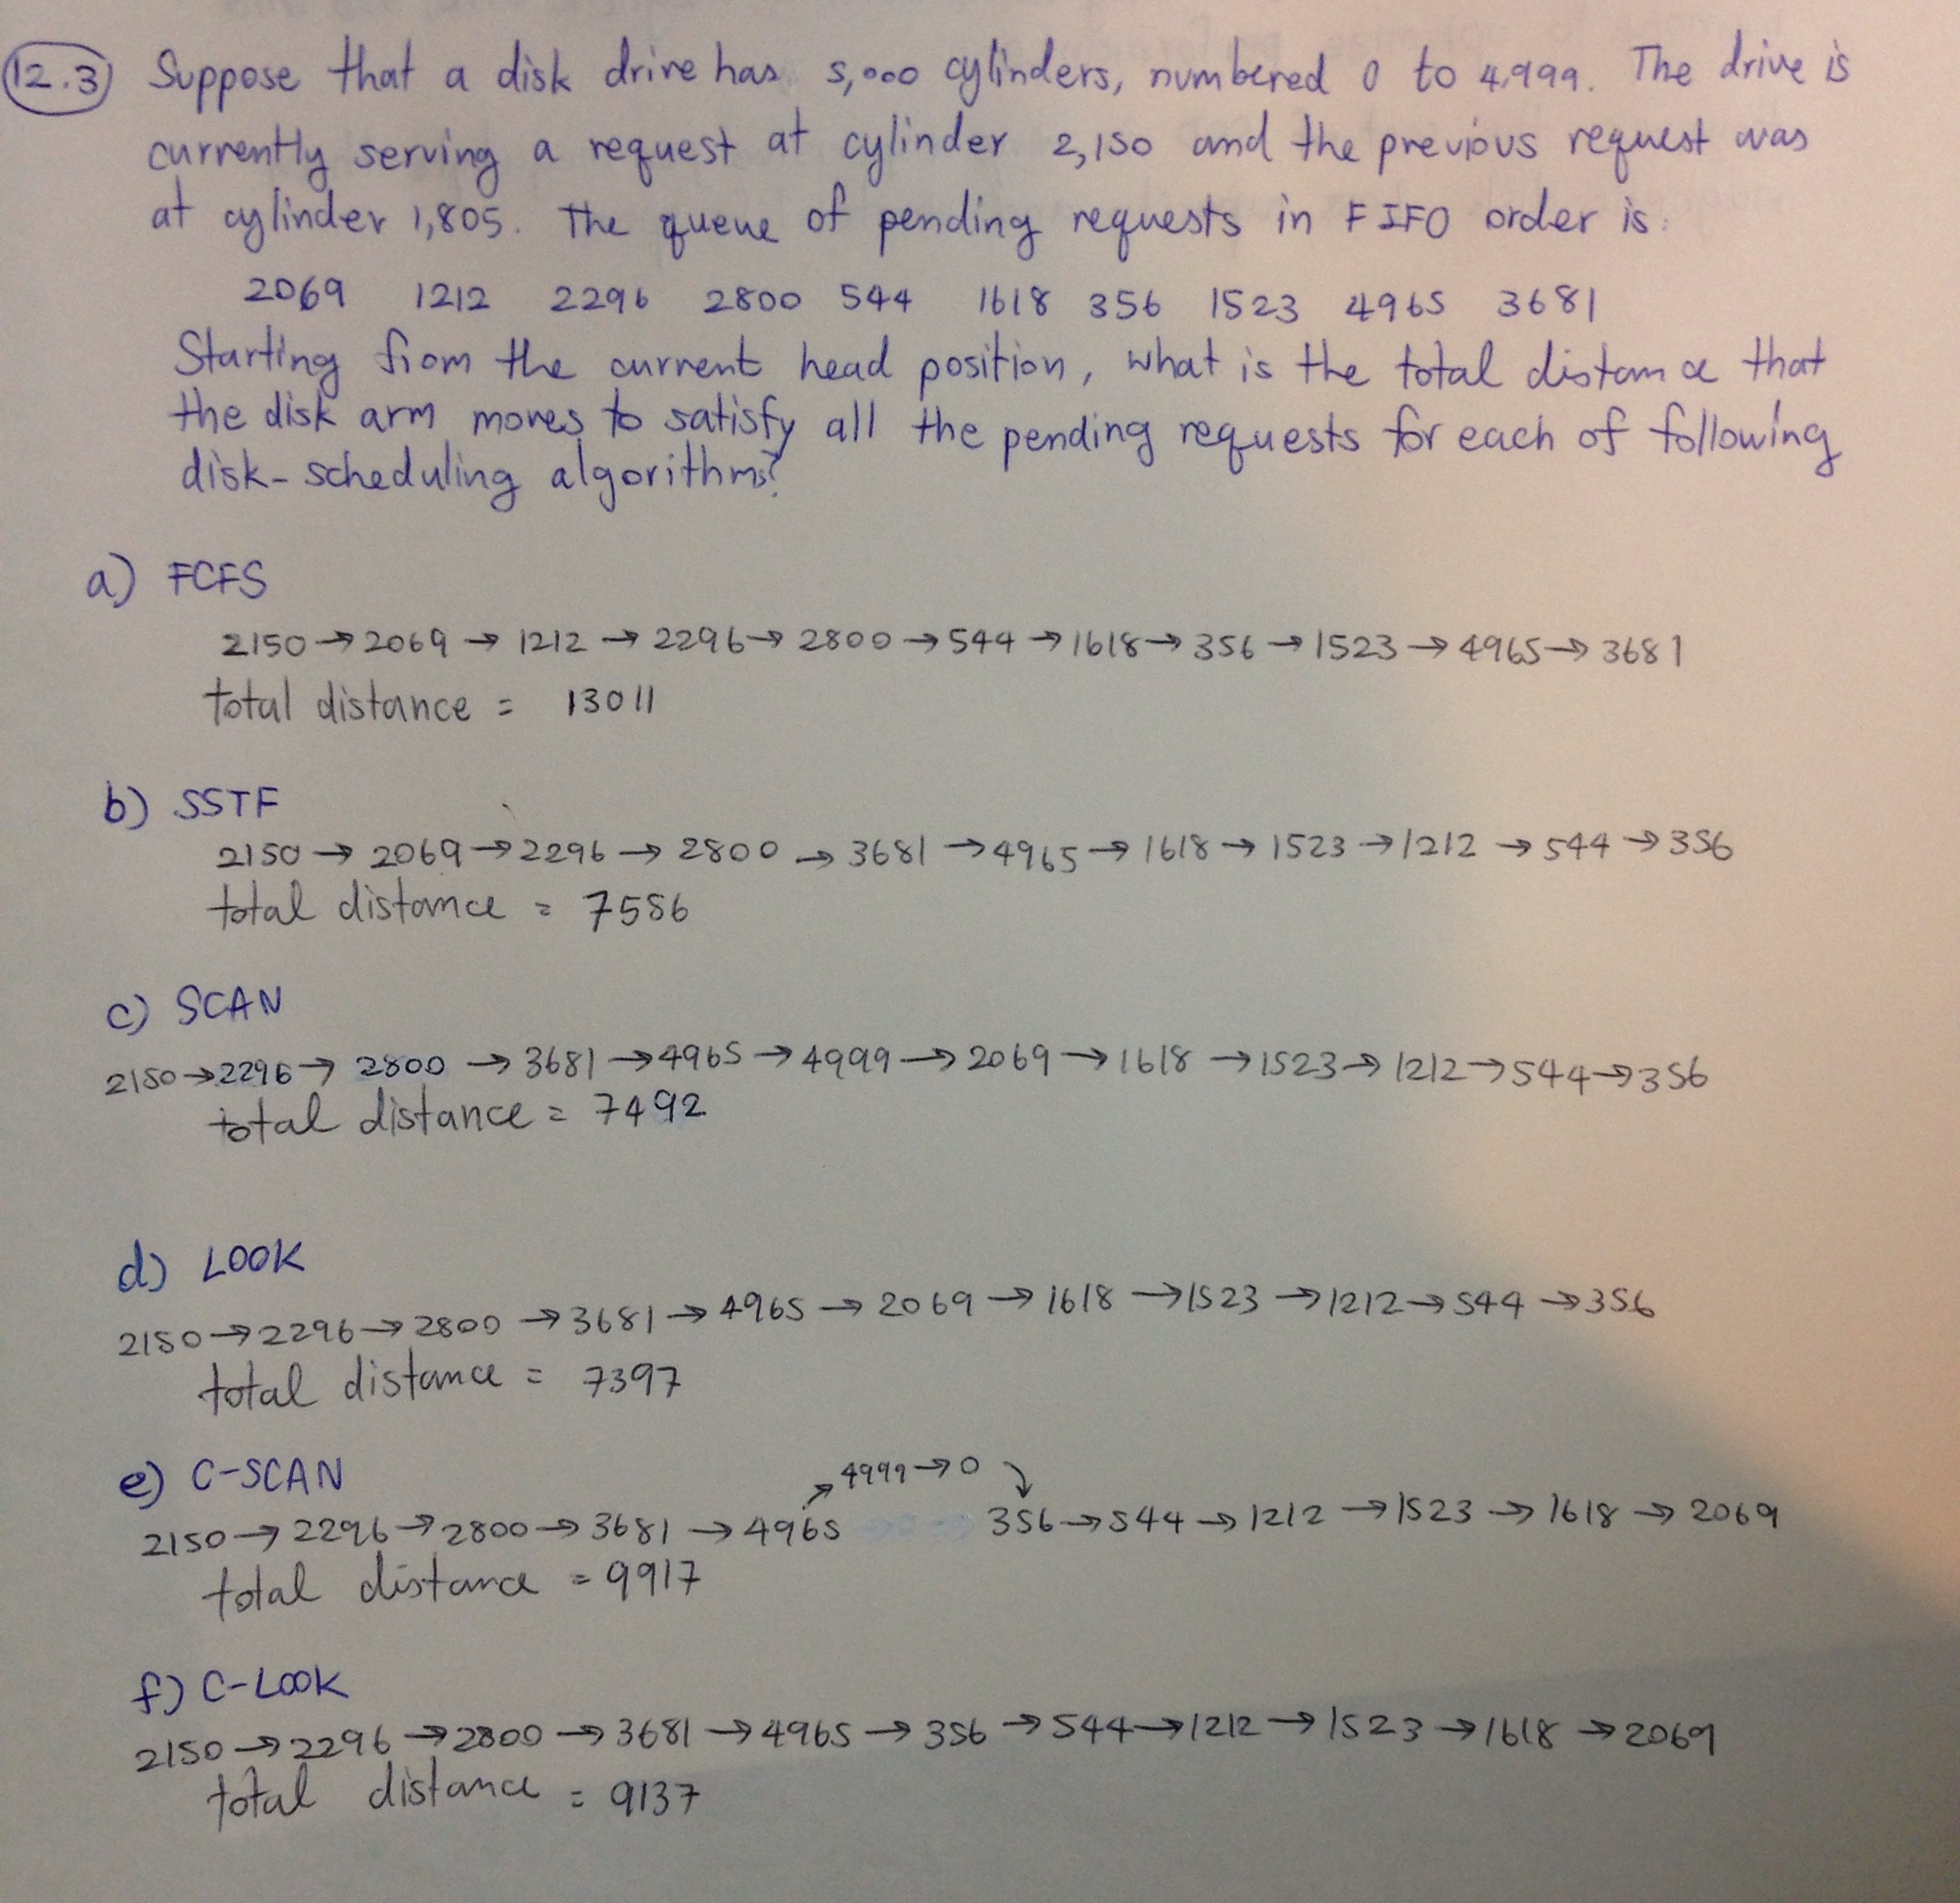 12.3 Suppose that a disk drive has 5,000 cylinders, numbered 0 to 4,999. The drive is
currently serving a request at cylinder 2,150 and the previous request was
at cylinder 1,805. The queue of pending requests in FIFO order is:
2069 1212 2296 2800 544 1618 356 1523 4965 3681
Starting from the current head position, what is the total distance that
the disk arm moves to satisfy all the pending requests for each of following
disk-scheduling algorithms?
a) FCFS
2150 → 2069 → 1212 → 2296 → 2800 → 544 → 1618 → 356 → 1523 → 4965 → 3681
total distance = 13011
b) SSTF
2150 → 2069 → 2296 → 2800 → 3681 → 4965 → 1618 → 1523 → 1212 → 544 → 356
total distance = 7586
c) SCAN
2150 → 2296 → 2800 → 3681 → 4965 → 4999 → 2069 → 1618 → 1523 → 1212 → 544 → 356
total distance = 7492
d) LOOK
2150 → 2296 → 2800 → 3681 → 4965 → 2069 → 1618 → 1523 → 1212 → 544 → 356
total distance = 7397
e) C-SCAN
↗ 4999 → 0 ↘
2150 → 2296 → 2800 → 3681 → 4965 356 → 544 → 1212 → 1523 → 1618 → 2069
total distance = 9917
f) C-LOOK
2150 → 2296 → 2800 → 3681 → 4965 → 356 → 544 → 1212 → 1523 → 1618 → 2069
total distance = 9137